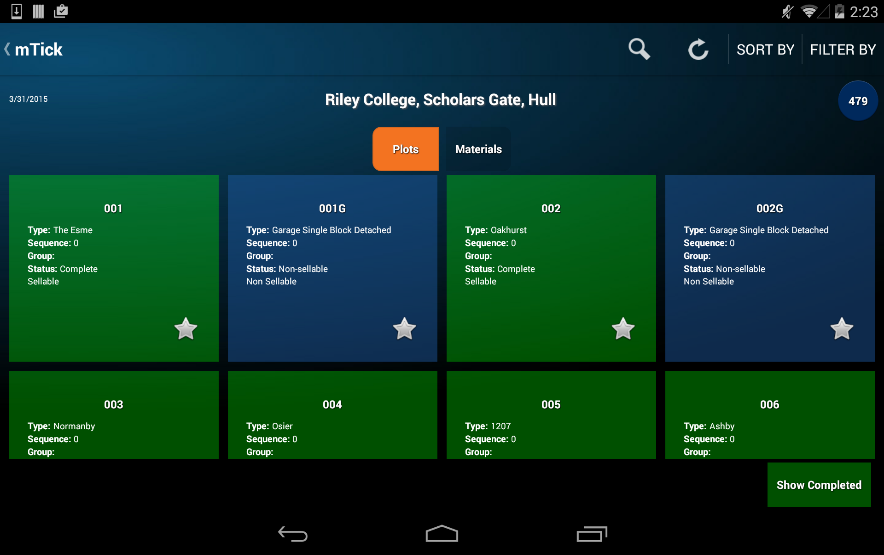 2:23
mTick
SORT BY
FILTER BY
3/31/2015
Riley College, Scholars Gate, Hull
479
Plots
Materials
001
Type: The Esme
Sequence: 0
Group:
Status: Complete
Sellable
001G
Type: Garage Single Block Detached
Sequence: 0
Group:
Status: Non-sellable
Non Sellable
002
Type: Oakhurst
Sequence: 0
Group:
Status: Complete
Sellable
002G
Type: Garage Single Block Detached
Sequence: 0
Group:
Status: Non-sellable
Non Sellable
003
Type: Normanby
Sequence: 0
Group:
004
Type: Osier
Sequence: 0
Group:
005
Type: 1207
Sequence: 0
Group:
006
Type: Ashby
Sequence: 0
Group:
Show Completed